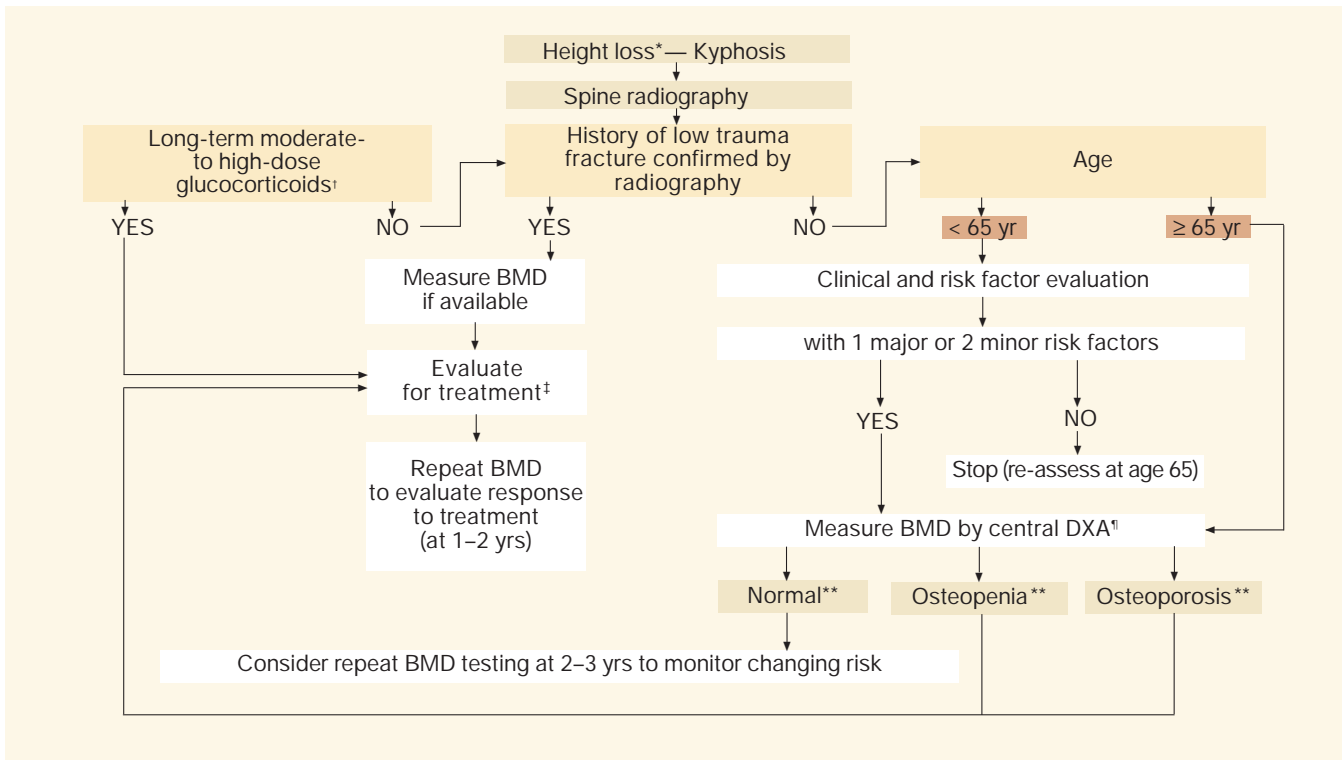 Height loss*— Kyphosis
Spine radiography
Long-term moderate-
to high-dose
glucocorticoids†
History of low trauma
fracture confirmed by
radiography
Age
YES
NO
YES
NO
< 65 yr
≥ 65 yr
Measure BMD
if available
Clinical and risk factor evaluation
with 1 major or 2 minor risk factors
Evaluate
for treatment‡
YES
NO
Repeat BMD
to evaluate response
to treatment
(at 1–2 yrs)
Stop (re-assess at age 65)
Measure BMD by central DXA¶
Normal**
Osteopenia**
Osteoporosis**
Consider repeat BMD testing at 2–3 yrs to monitor changing risk